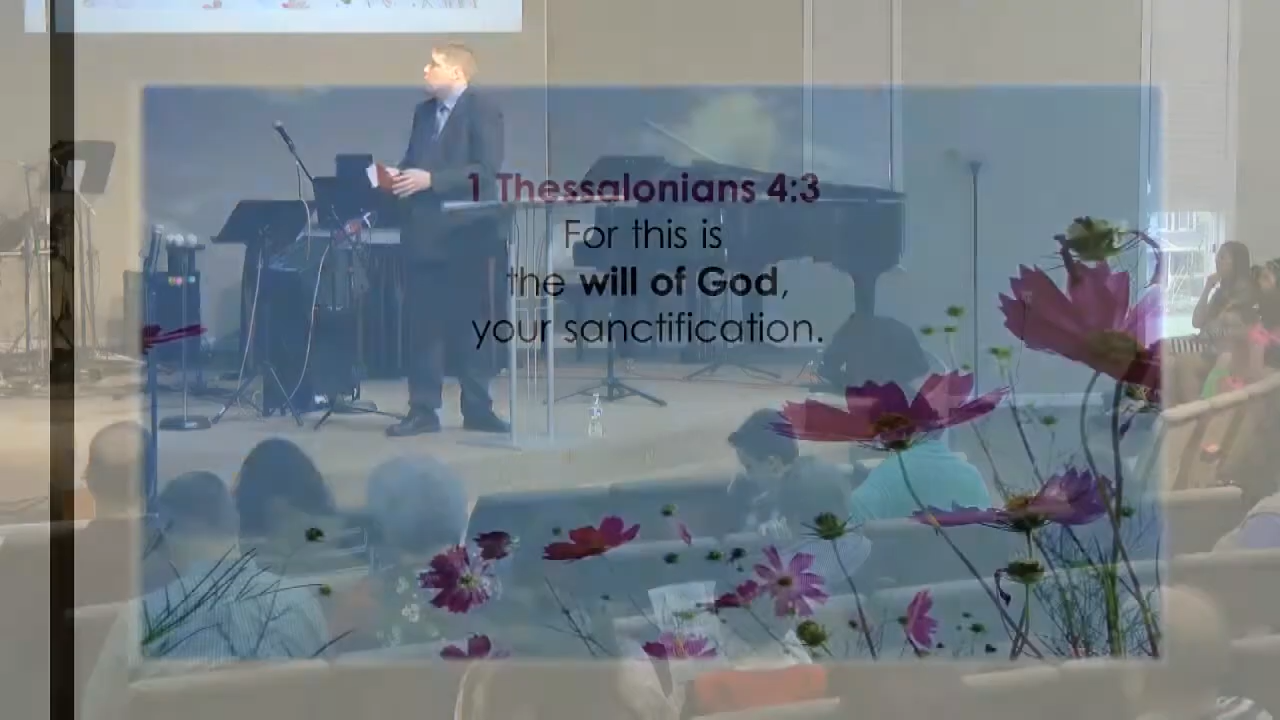 1 Thessalonians 4:3
For this is
the will of God,
your sanctification.